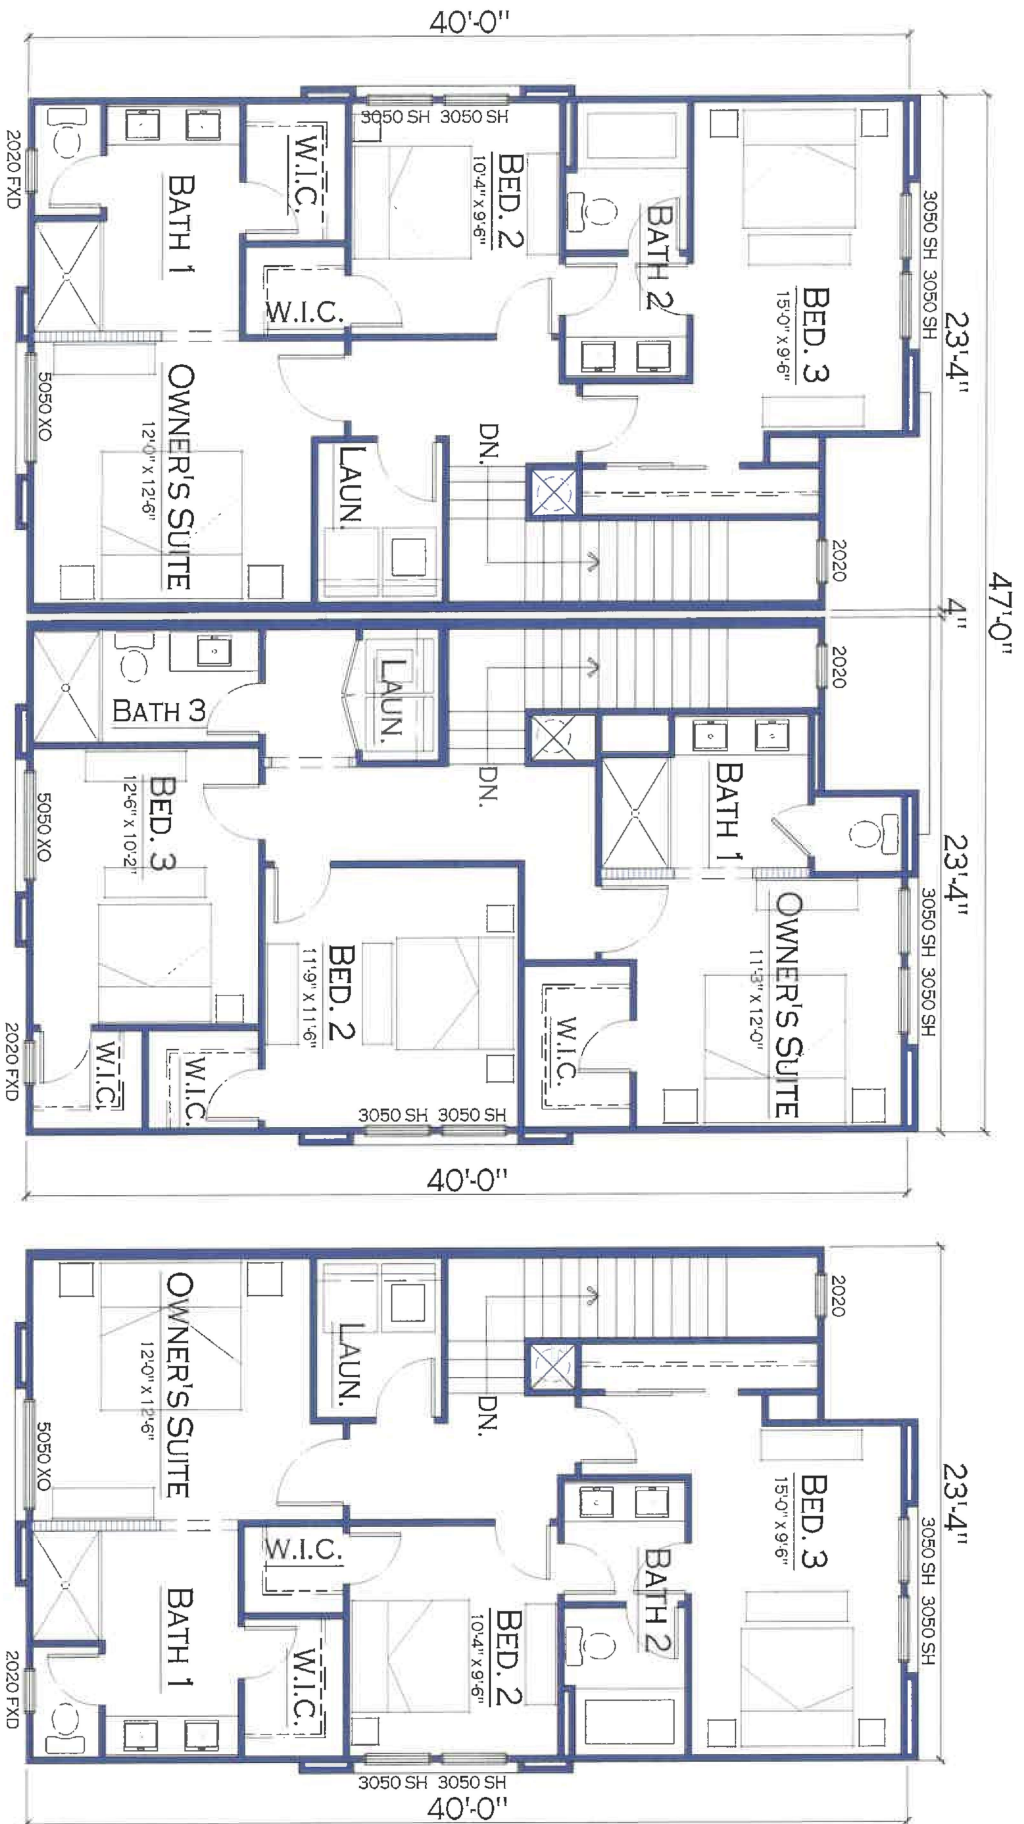 40'-0"
3050 SH 3050 SH
2020 FXD
BATH 1
W.I.C.
W.I.C.
BED. 2
10'-4" X 9'-6"
BATH 2
BED. 3
15'-0" X 9'-6"
3050 SH 3050 SH
23'-4"
OWNER'S SUITE
12'-0" X 12'-6"
5050 XO
LAUN.
DN.
2020
4"
47'-0"
2020
LAUN.
DN.
BATH 3
BATH 1
BED. 3
12'-6" X 10'-2"
5050 XO
BED. 2
11'-9" X 11'-6"
OWNER'S SUITE
11'-3" X 12'-0"
3050 SH 3050 SH
23'-4"
W.I.C.
W.I.C.
W.I.C.
2020 FXD
3050 SH 3050 SH
40'-0"
2020
OWNER'S SUITE
12'-0" X 12'-6"
5050 XO
LAUN.
DN.
BED. 3
15'-0" X 9'-6"
3050 SH 3050 SH
23'-4"
W.I.C.
BATH 2
BATH 1
W.I.C.
BED. 2
10'-4" X 9'-6"
2020 FXD
3050 SH 3050 SH
40'-0"